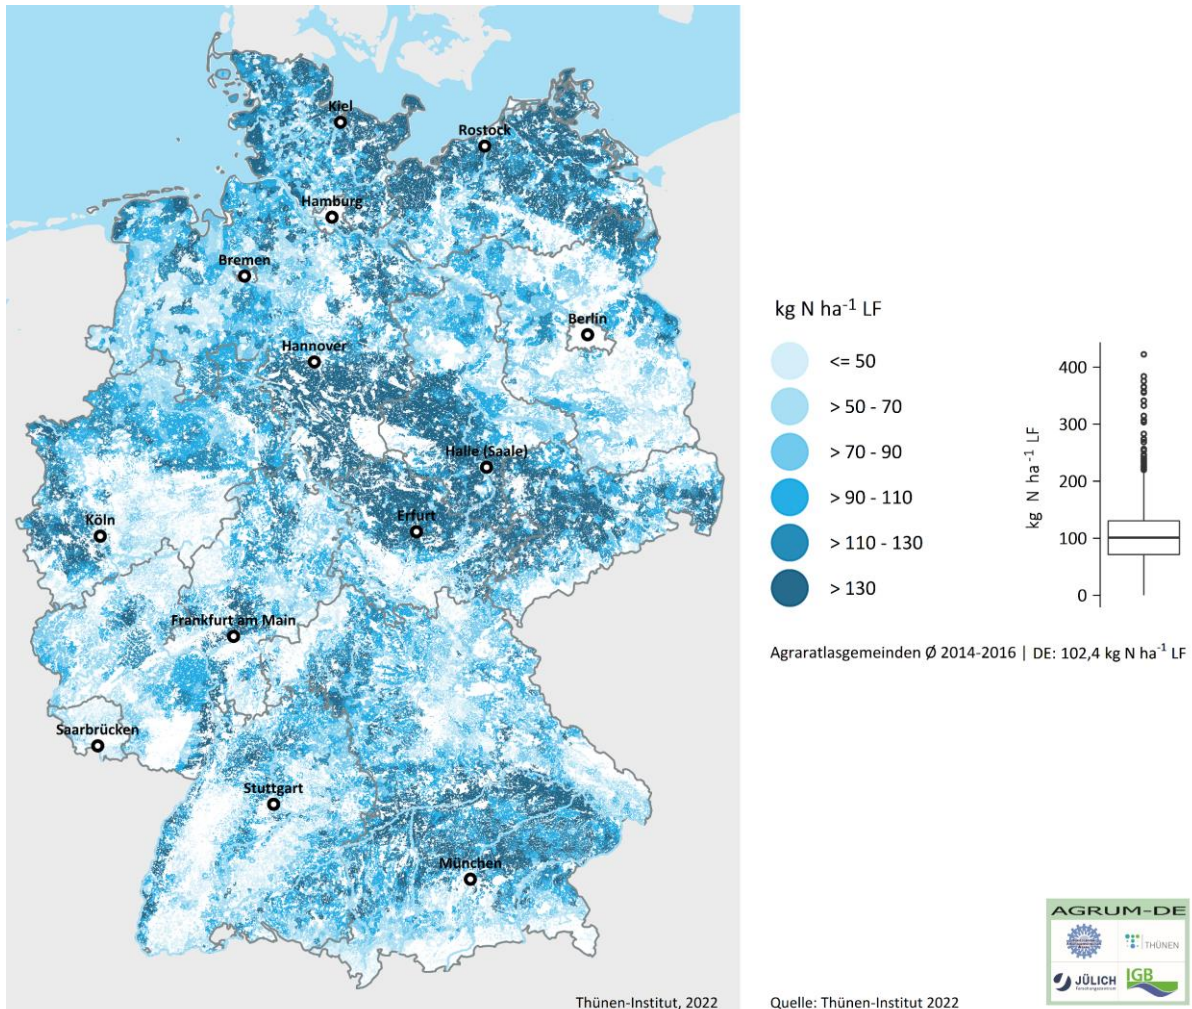 Kiel
Rostock
Hamburg
Bremen
Berlin
Hannover
Halle (Saale)
Köln
Erfurt
Frankfurt am Main
Saarbrücken
Stuttgart
München
Thünen-Institut, 2022
kg N ha⁻¹ LF
<= 50
> 50 - 70
> 70 - 90
> 90 - 110
> 110 - 130
> 130
kg N ha⁻¹ LF
400
300
200
100
0
Agraratlasgemeinden Ø 2014-2016 | DE: 102,4 kg N ha⁻¹ LF
Quelle: Thünen-Institut 2022
AGRUM-DE
THÜNEN
JÜLICH
Forschungszentrum
IGB